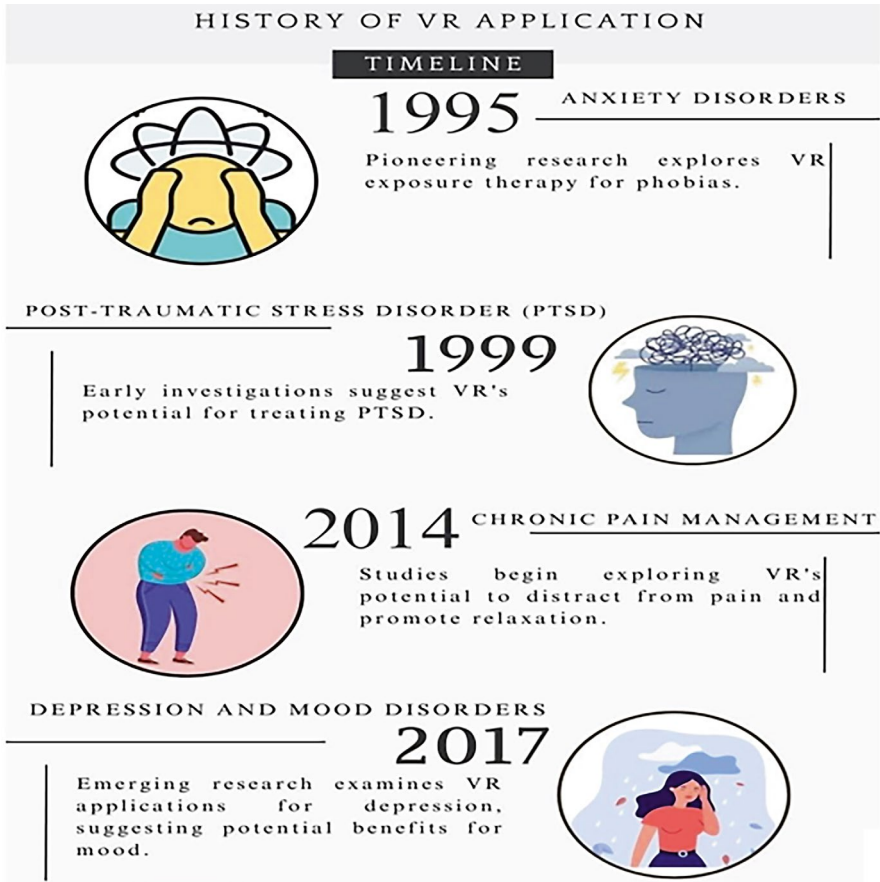 HISTORY OF VR APPLICATION
TIMELINE
1995 ANXIETY DISORDERS
Pioneering research explores VR
exposure therapy for phobias.
POST-TRAUMATIC STRESS DISORDER (PTSD)
1999
Early investigations suggest VR's
potential for treating PTSD.
2014 CHRONIC PAIN MANAGEMENT
Studies begin exploring VR's
potential to distract from pain and
promote relaxation.
DEPRESSION AND MOOD DISORDERS
2017
Emerging research examines VR
applications for depression,
suggesting potential benefits for
mood.